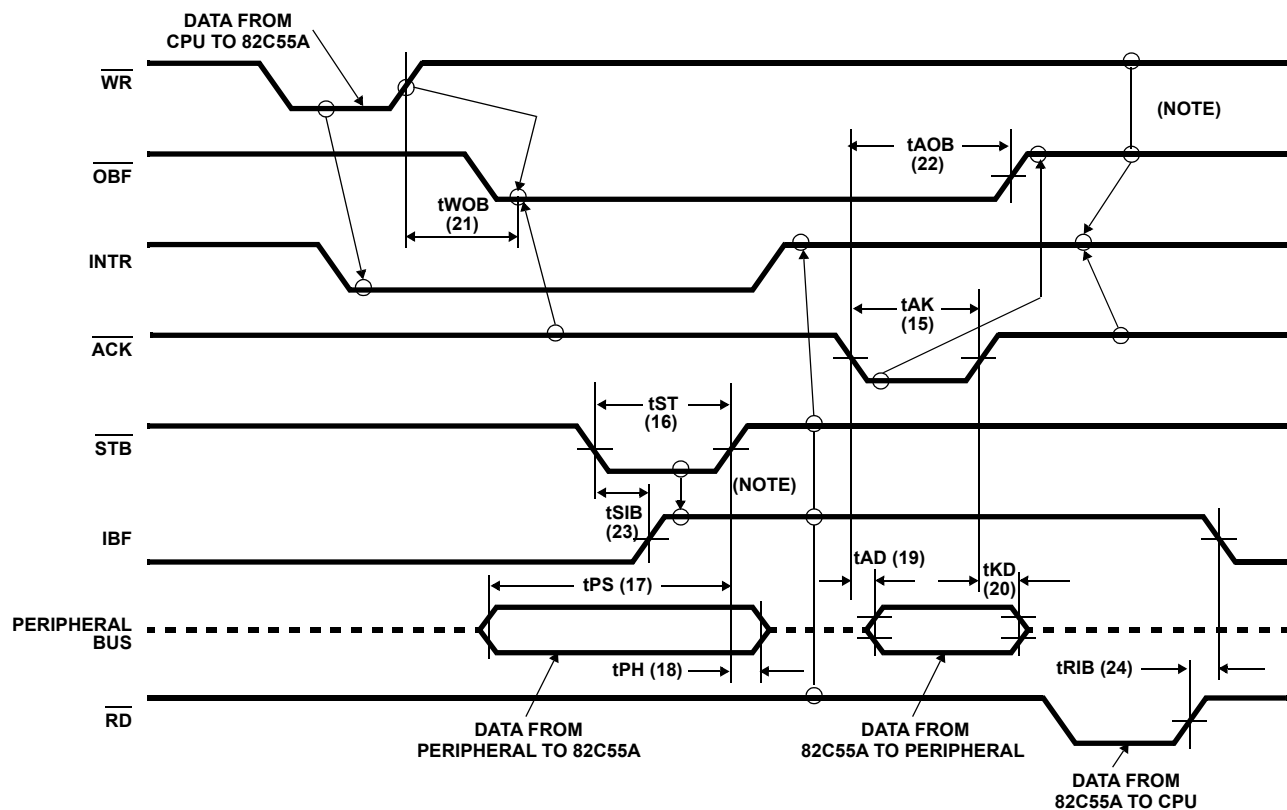 DATA FROM
CPU TO 82C55A
WR
(NOTE)
tAOB
(22)
OBF
tWOB
(21)
INTR
tAK
(15)
ACK
tST
(16)
STB
(NOTE)
tSIB
(23)
IBF
tAD (19)
tKD
(20)
tPS (17)
PERIPHERAL
BUS
tPH (18)
tRIB (24)
RD
DATA FROM
PERIPHERAL TO 82C55A
DATA FROM
82C55A TO PERIPHERAL
DATA FROM
82C55A TO CPU